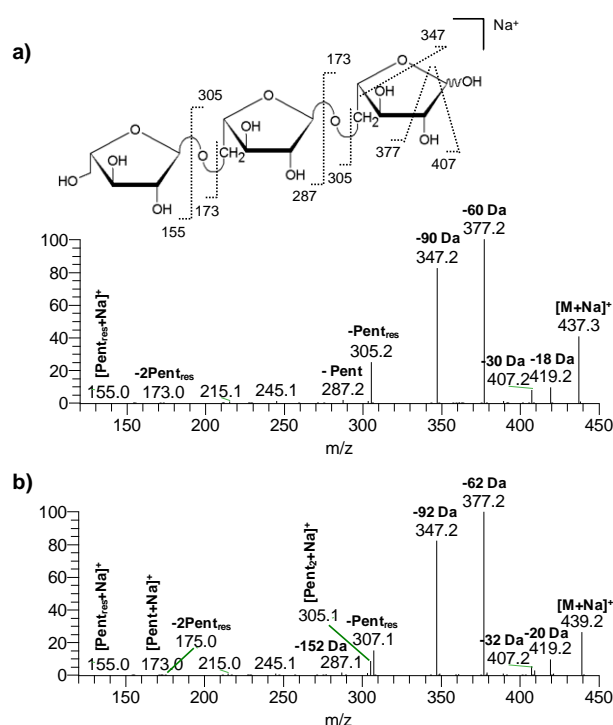 a)
Na⁺
347
173
305
O
OH
O
OH
CH₂
O
OH
377
407
O
OH
CH₂
O
OH
287
305
O
OH
HO
OH
155
173
-60 Da
377.2
-90 Da
347.2
[M+Na]⁺
437.3
-Pent_res
305.2
-30 Da
407.2
-18 Da
419.2
- Pent
287.2
[Pent_res+Na]⁺
155.0
-2Pent_res
173.0
215.1
245.1
100
80
60
40
20
0
150 200 250 300 350 400 450
m/z
b)
-62 Da
377.2
-92 Da
347.2
[M+Na]⁺
439.2
[Pent₂+Na]⁺
305.1
-Pent_res
307.1
-32 Da
407.2
-20 Da
419.2
-152 Da
287.1
[Pent_res+Na]⁺
155.0
[Pent+Na]⁺
173.0
-2Pent_res
175.0
215.0
245.1
100
80
60
40
20
0
150 200 250 300 350 400 450
m/z